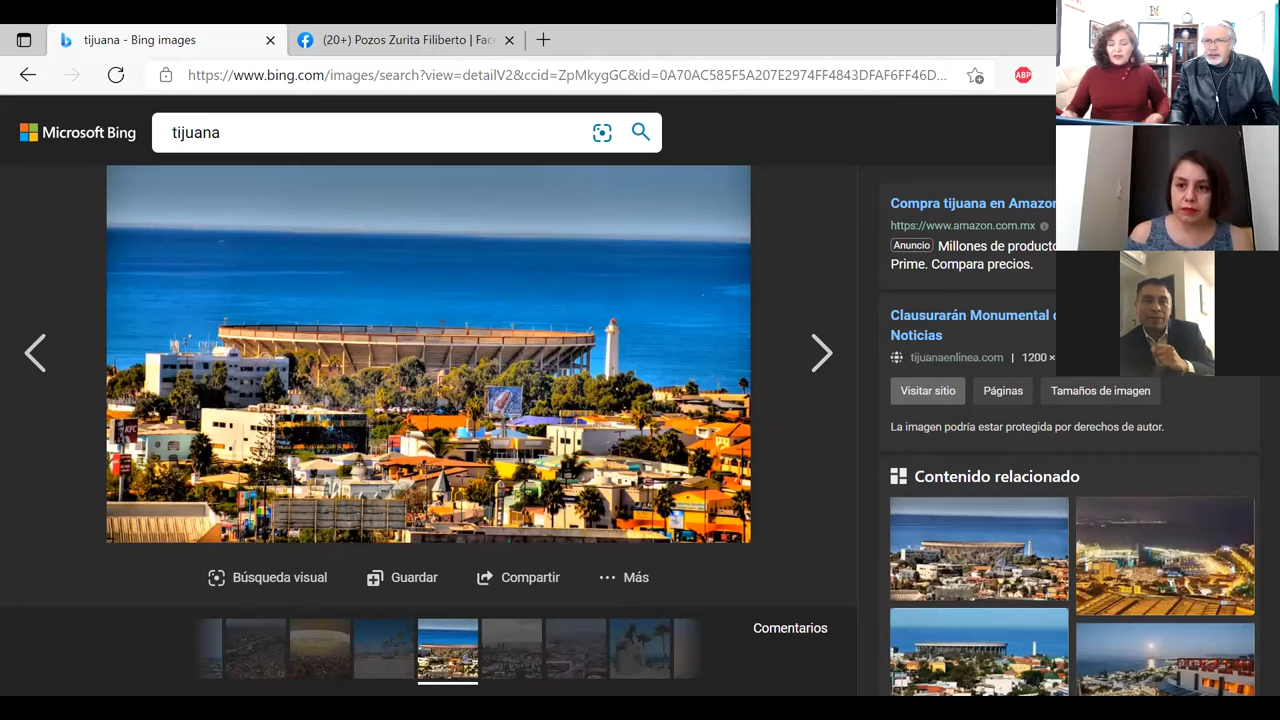 tijuana - Bing images
(20+) Pozos Zurita Filiberto | Fac
https://www.bing.com/images/search?view=detailV2&ccid=ZpMkygGC&id=0A70AC585F5A207E2974FF4843DFAF6FF46D...
ABP
Microsoft Bing
tijuana
Compra tijuana en Amazon
https://www.amazon.com.mx
Anuncio Millones de producto
Prime. Compara precios.
Clausurarán Monumental
Noticias
tijuanaenlinea.com | 1200 ×
Visitar sitio
Páginas
Tamaños de imagen
La imagen podría estar protegida por derechos de autor.
Contenido relacionado
KFC
Búsqueda visual
Guardar
Compartir
Más
Comentarios